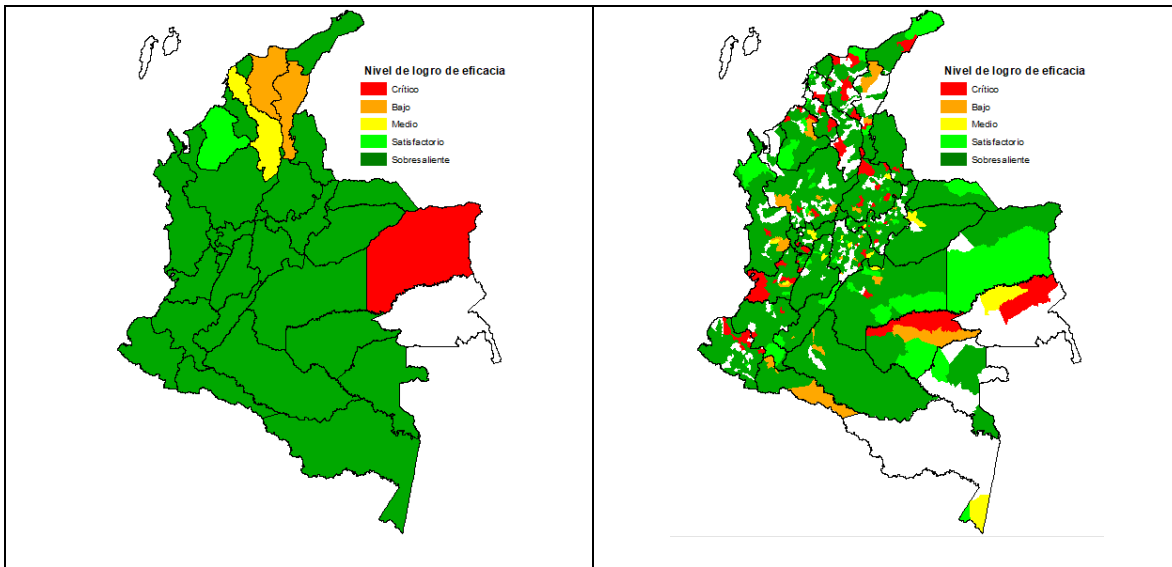 Nivel de logro de eficacia
Crítico
Bajo
Medio
Satisfactorio
Sobresaliente
Nivel de logro de eficacia
Crítico
Bajo
Medio
Satisfactorio
Sobresaliente